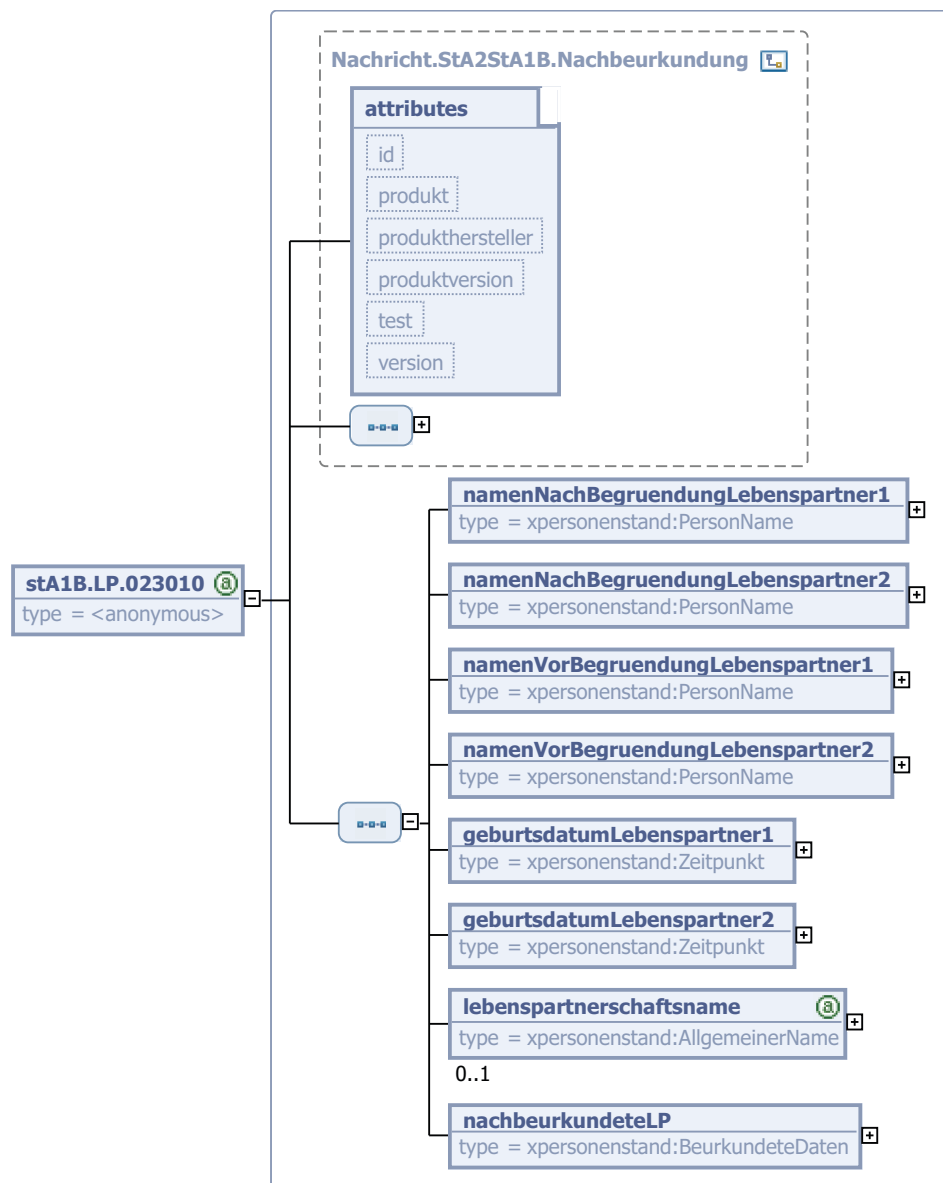 Nachricht.StA2StA1B.Nachbeurkundung
attributes
id
produkt
produkthersteller
produktversion
test
version
stA1B.LP.023010
type = <anonymous>
namenNachBegruendungLebenspartner1
type = xpersonenstand:PersonName
namenNachBegruendungLebenspartner2
type = xpersonenstand:PersonName
namenVorBegruendungLebenspartner1
type = xpersonenstand:PersonName
namenVorBegruendungLebenspartner2
type = xpersonenstand:PersonName
geburtsdatumLebenspartner1
type = xpersonenstand:Zeitpunkt
geburtsdatumLebenspartner2
type = xpersonenstand:Zeitpunkt
lebenspartnerschaftsname
type = xpersonenstand:AllgemeinerName
0..1
nachbeurkundeteLP
type = xpersonenstand:BeurkundeteDaten